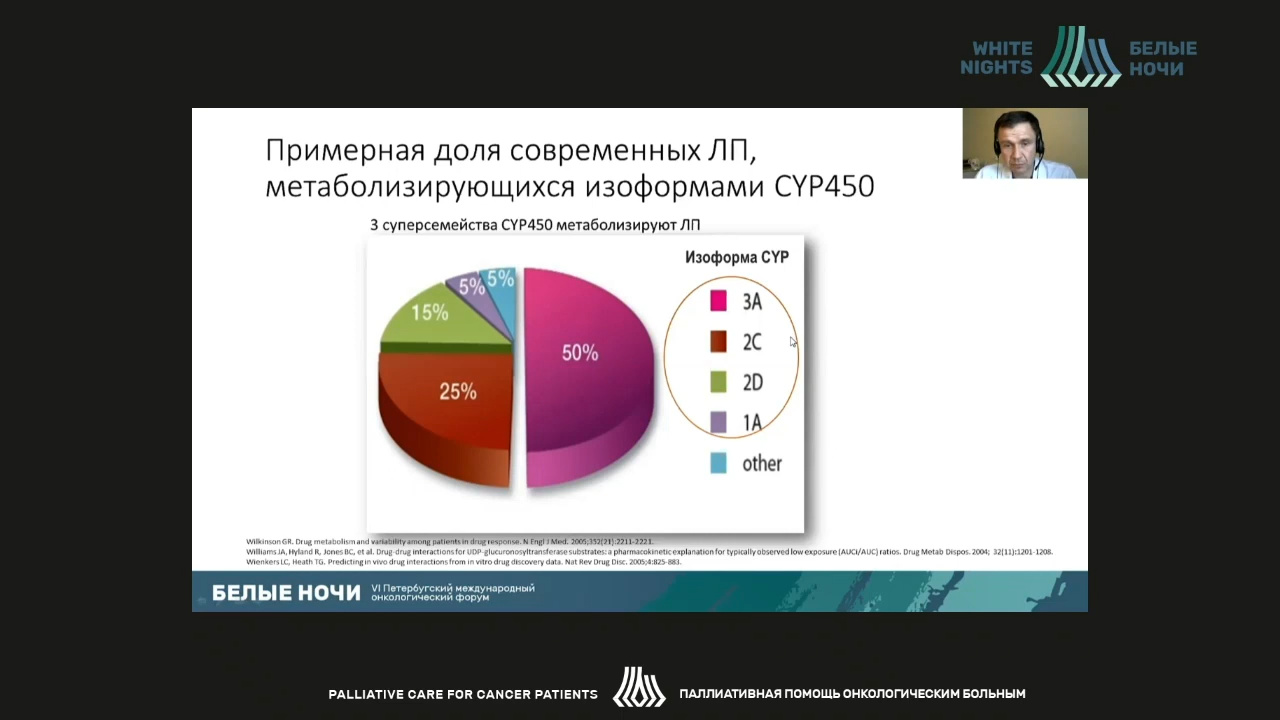 WHITE
NIGHTS
БЕЛЫЕ
НОЧИ
Примерная доля современных ЛП,
метаболизирующихся изоформами CYP450
3 суперсемейства CYP450 метаболизируют ЛП
Изоформа CYP
5%
5%
15%
50%
25%
3A
2C
2D
1A
other
Wilkinson GR. Drug metabolism and variability among patients in drug response. N Engl J Med. 2005;352(21):2211-2221.
Williams JA, Hyland R, Jones BC, et al. Drug-drug interactions for UDP-glucuronosyltransferase substrates: a pharmacokinetic explanation for typically observed low exposure (AUCi/AUC) ratios. Drug Metab Dispos. 2004; 32(11):1201-1208.
Wienkers LC, Heath TG. Predicting in vivo drug interactions from in vitro drug discovery data. Nat Rev Drug Disc. 2005;4:825-883.
БЕЛЫЕ НОЧИ
VI Петербугский международный
онкологический форум
PALLIATIVE CARE FOR CANCER PATIENTS
ПАЛЛИАТИВНАЯ ПОМОЩЬ ОНКОЛОГИЧЕСКИМ БОЛЬНЫМ